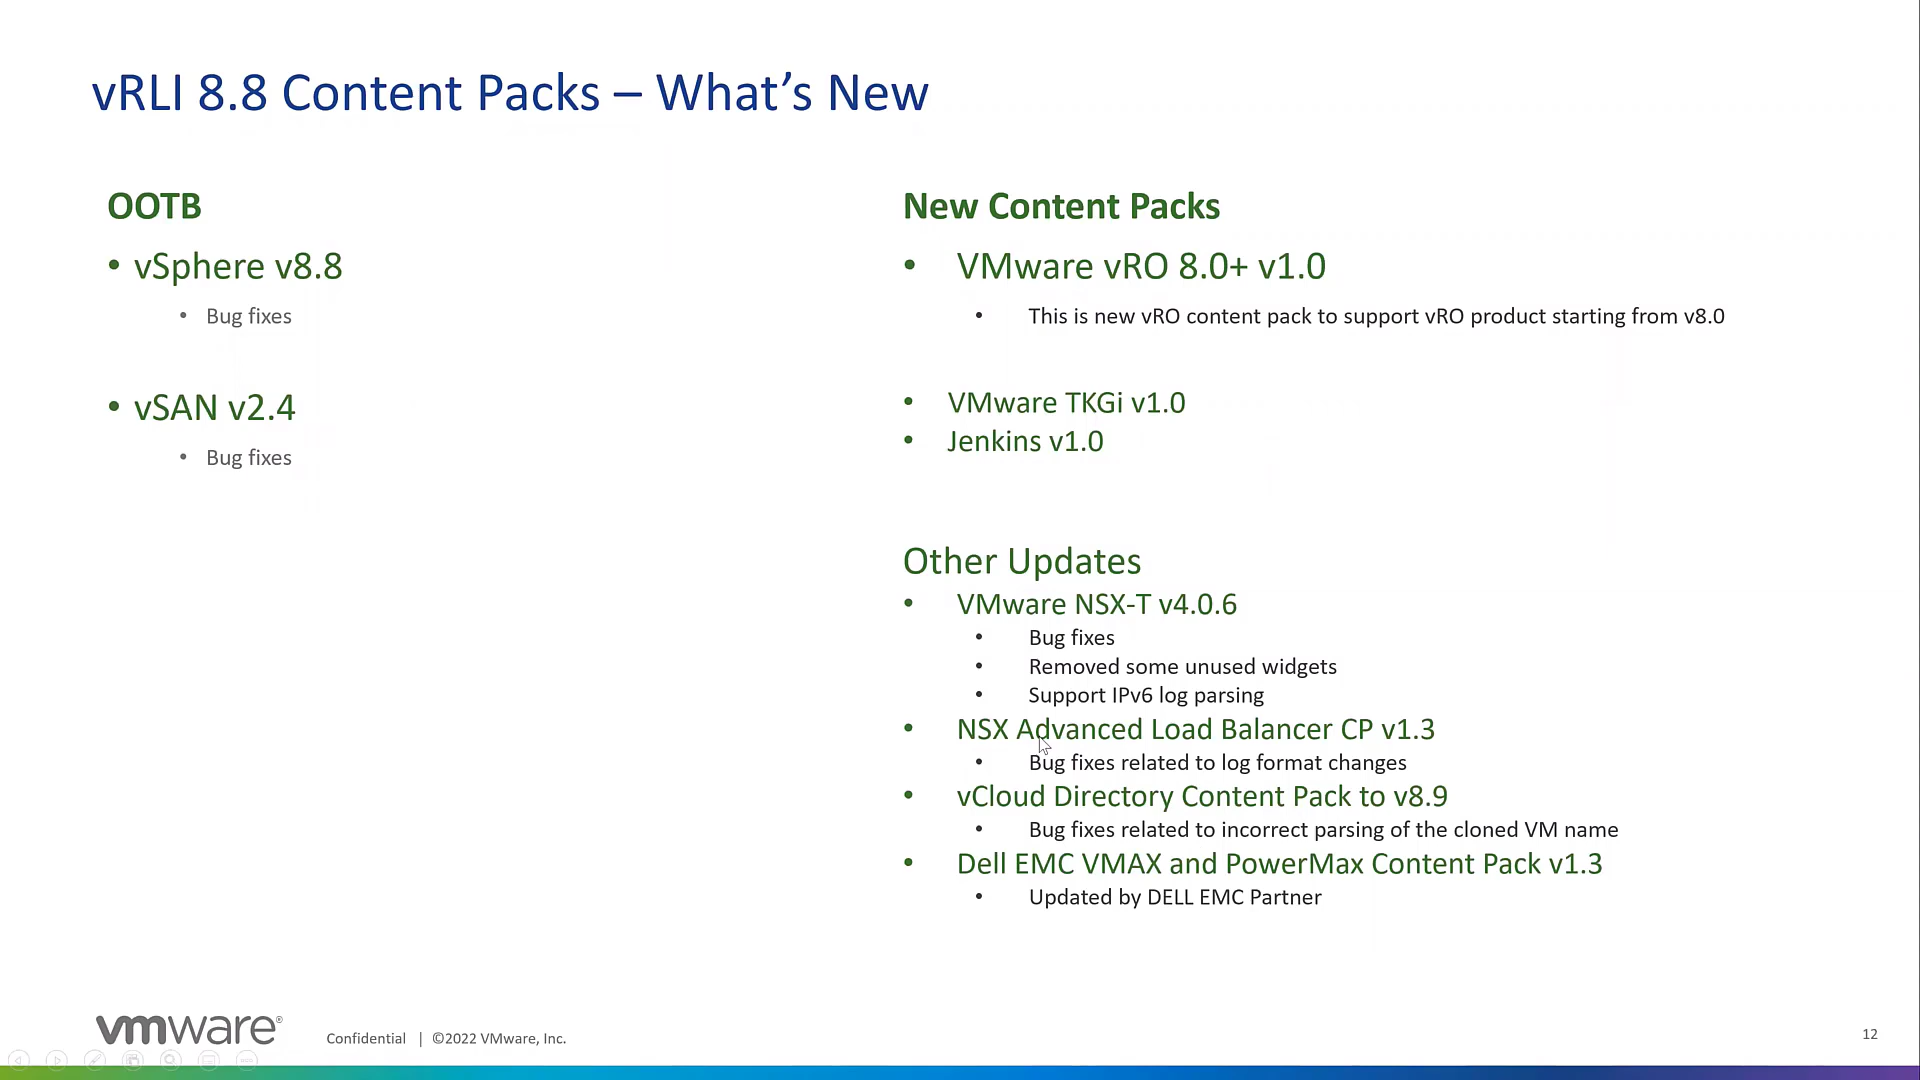 vRLI 8.8 Content Packs – What’s New
OOTB
• vSphere v8.8
• Bug fixes
• vSAN v2.4
• Bug fixes
New Content Packs
• VMware vRO 8.0+ v1.0
• This is new vRO content pack to support vRO product starting from v8.0
• VMware TKGi v1.0
• Jenkins v1.0
Other Updates
• VMware NSX-T v4.0.6
• Bug fixes
• Removed some unused widgets
• Support IPv6 log parsing
• NSX Advanced Load Balancer CP v1.3
• Bug fixes related to log format changes
• vCloud Directory Content Pack to v8.9
• Bug fixes related to incorrect parsing of the cloned VM name
• Dell EMC VMAX and PowerMax Content Pack v1.3
• Updated by DELL EMC Partner
vmware®
Confidential | ©2022 VMware, Inc.
12